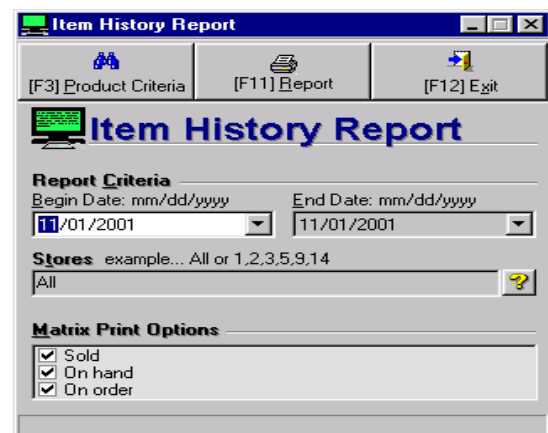 Item History Report
[F3] Product Criteria [F11] Report [F12] Exit
Item History Report
Report Criteria
Begin Date: mm/dd/yyyy End Date: mm/dd/yyyy
11/01/2001 11/01/2001
Stores example... All or 1,2,3,5,9,14
All
Matrix Print Options
Sold
On hand
On order